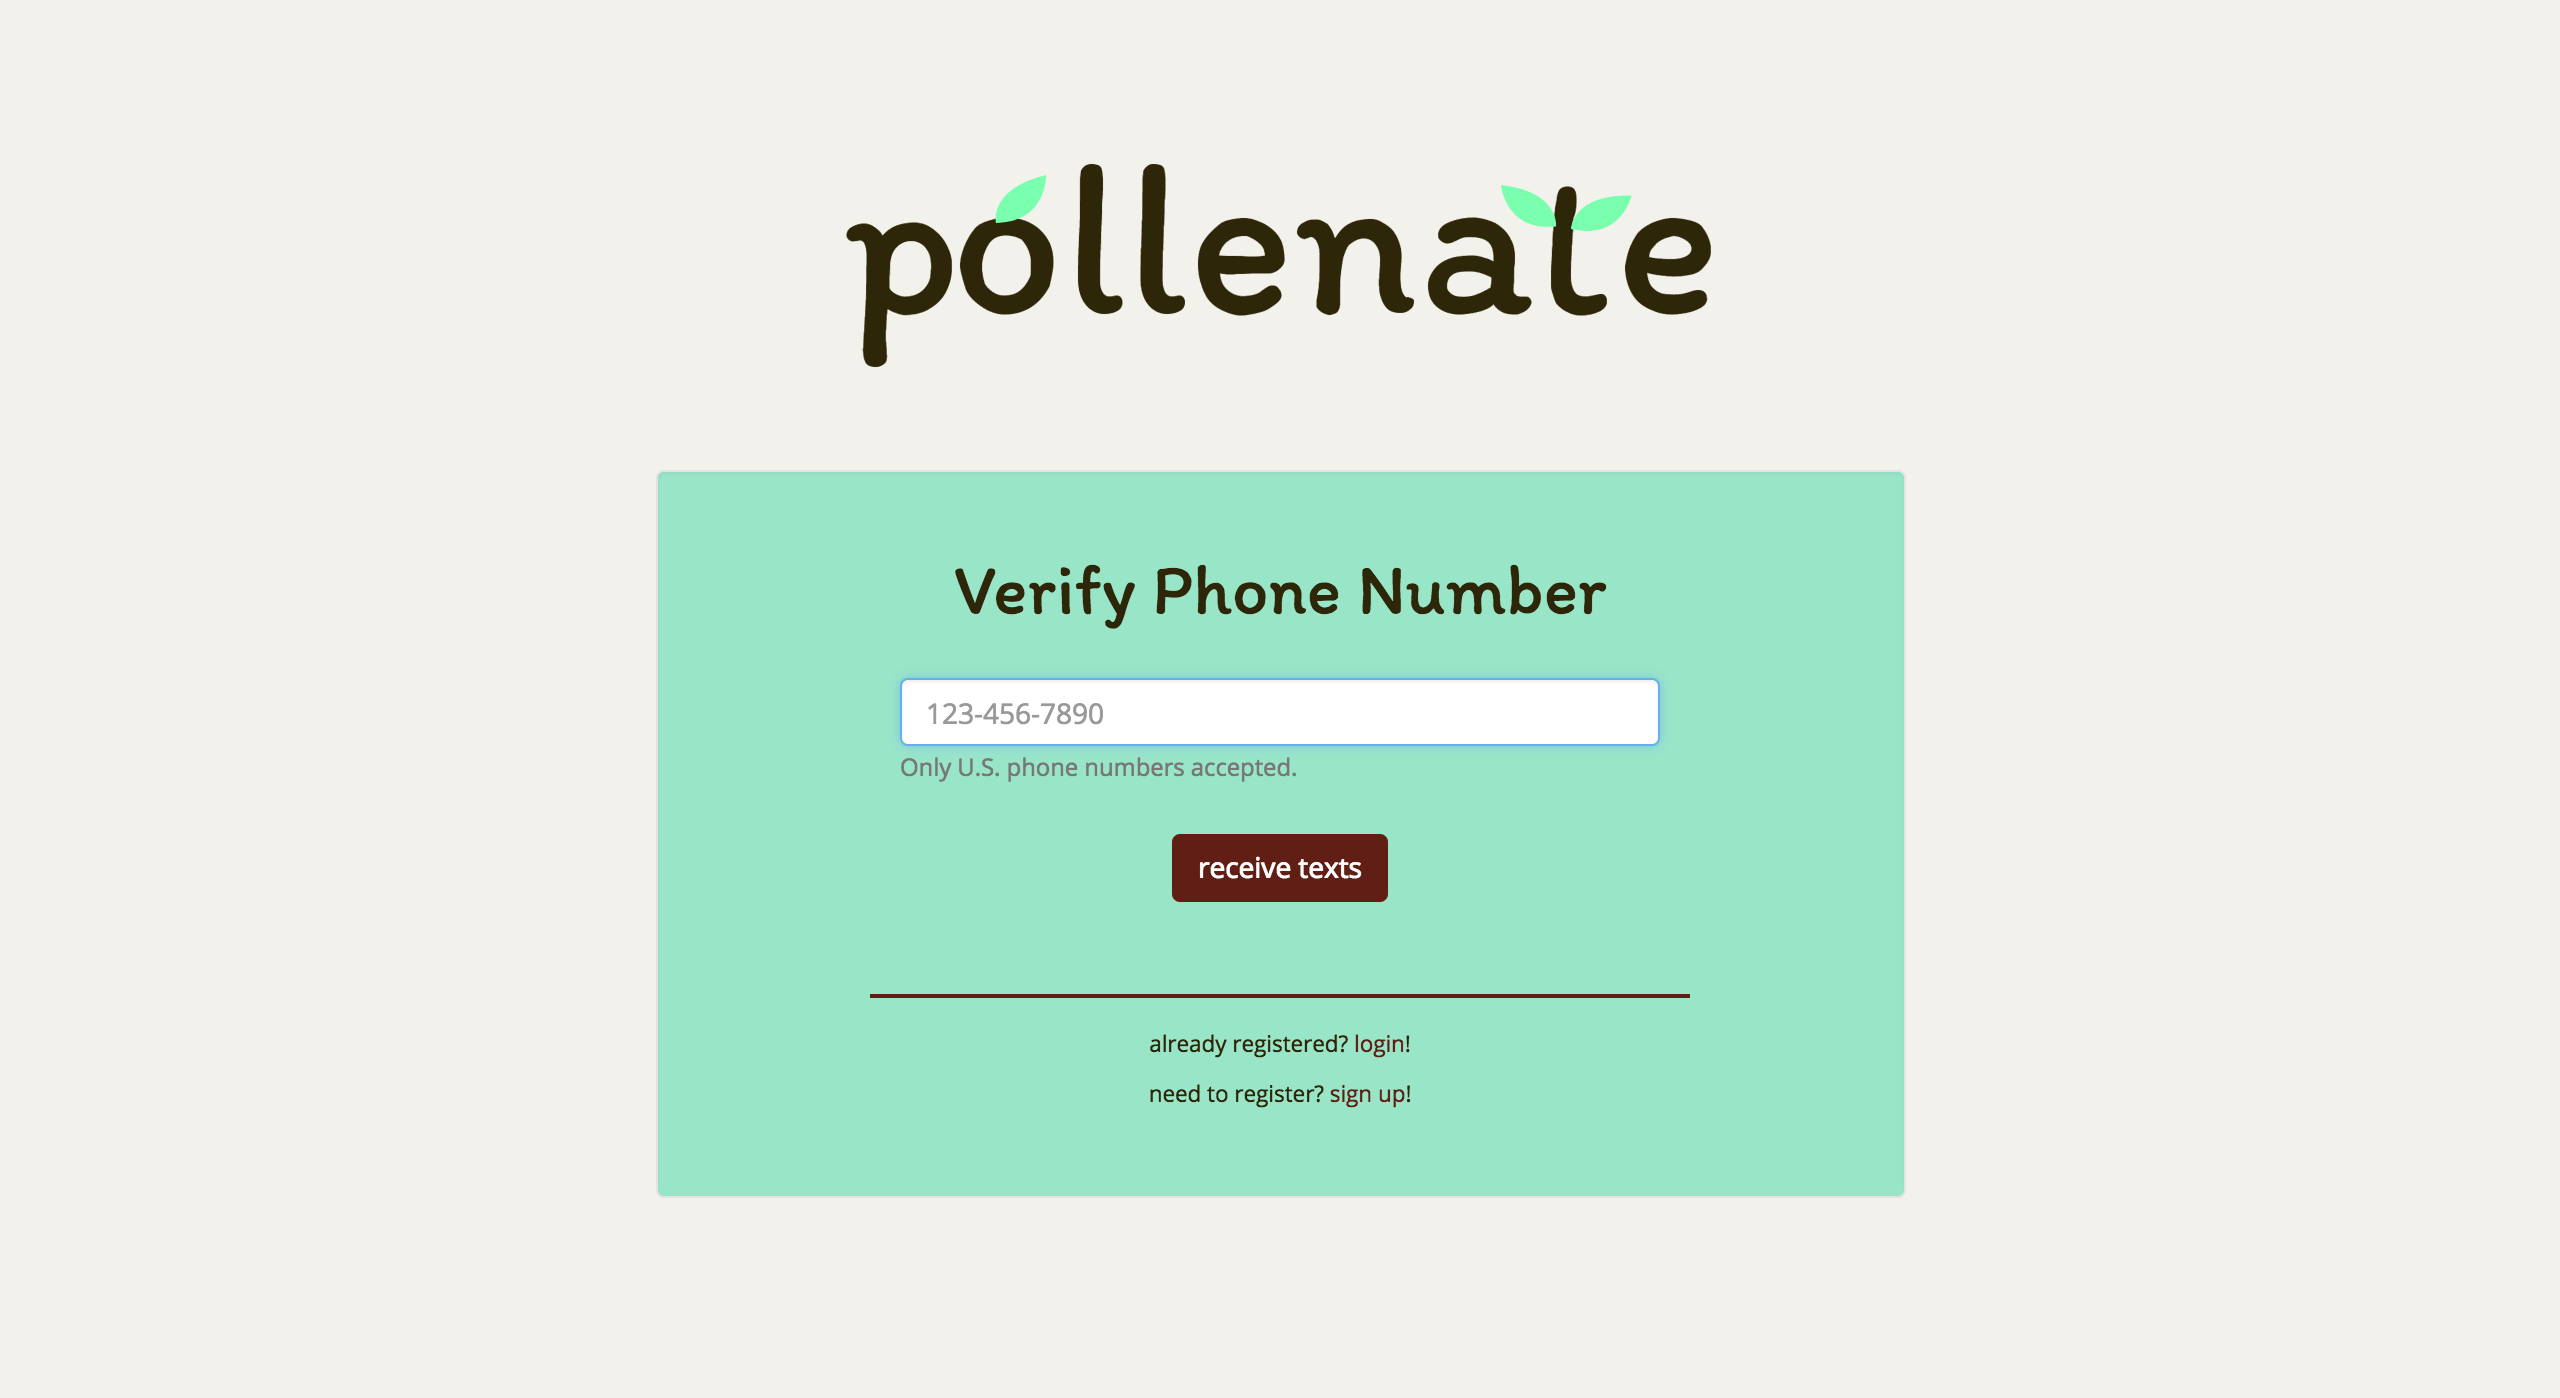 pollenate
Verify Phone Number
123-456-7890
Only U.S. phone numbers accepted.
receive texts
already registered? login!
need to register? sign up!